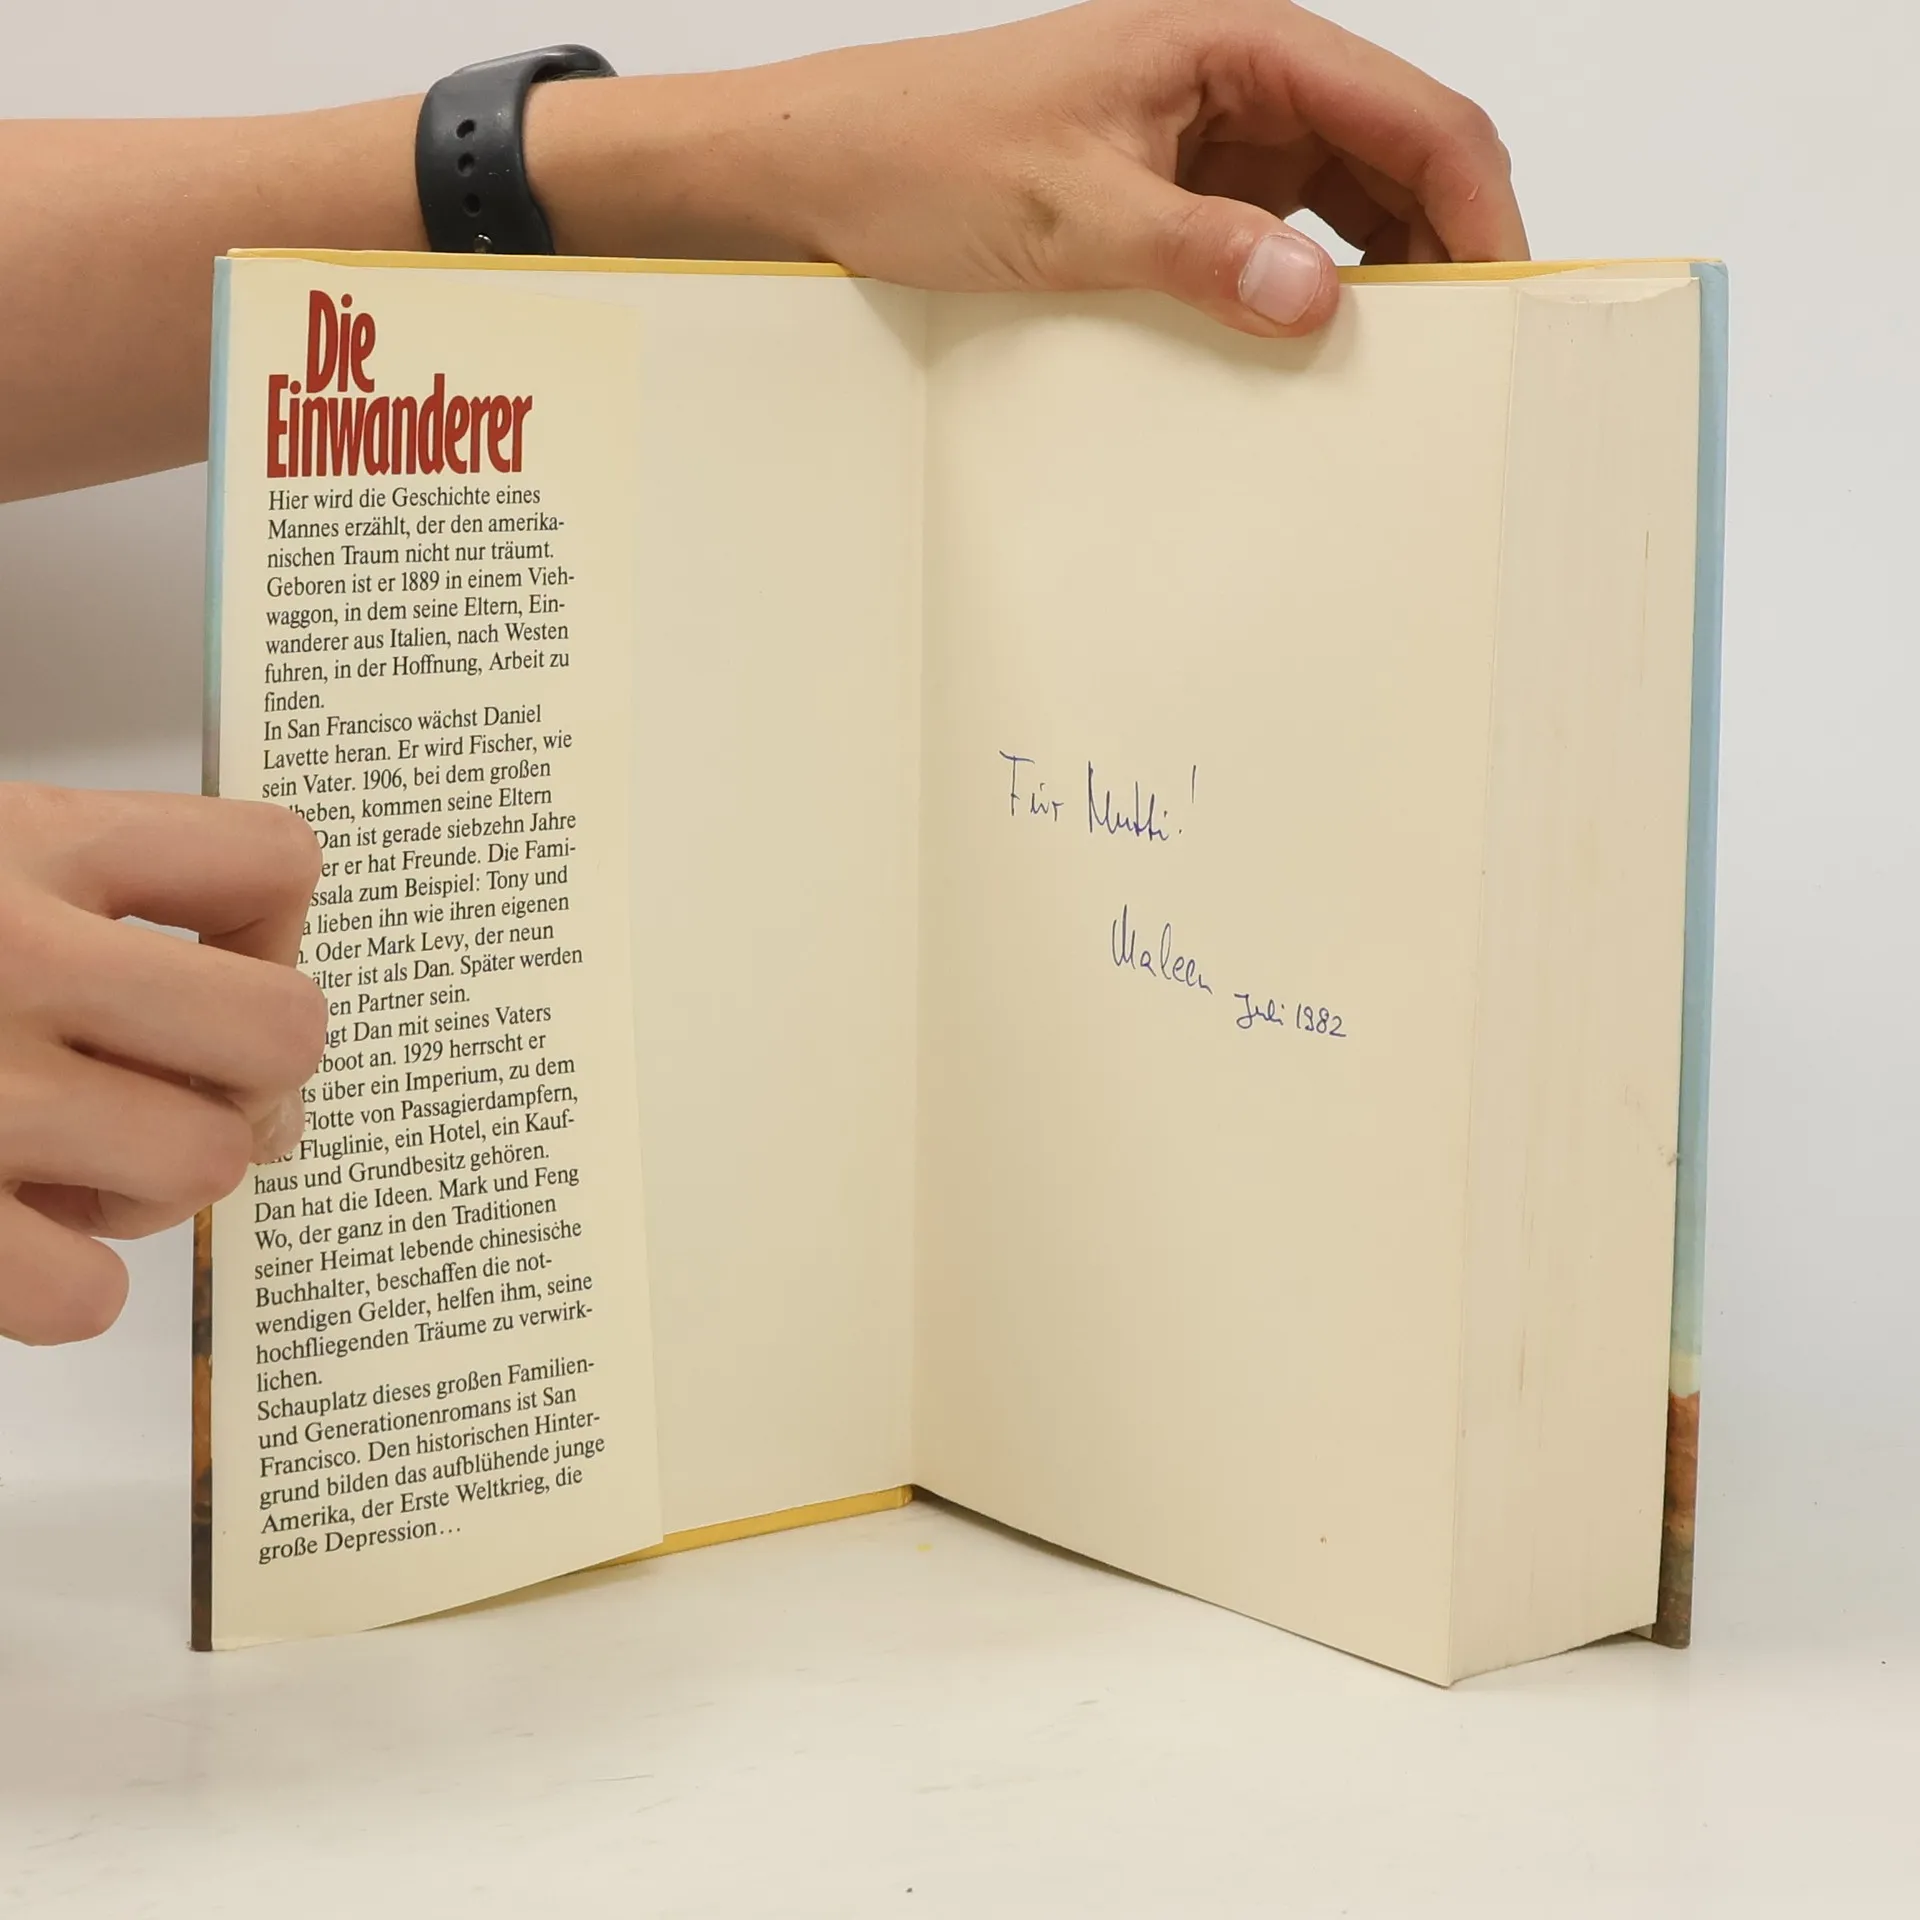 Die
Einwanderer
Hier wird die Geschichte eines
Mannes erzählt, der den amerika-
nischen Traum nicht nur träumt.
Geboren ist er 1889 in einem Vieh-
waggon, in dem seine Eltern, Ein-
wanderer aus Italien, nach Westen
fuhren, in der Hoffnung, Arbeit zu
finden.
In San Francisco wächst Daniel
Lavette heran. Er wird Fischer, wie
sein Vater. 1906, bei dem großen
beben, kommen seine Eltern
Dan ist gerade siebzehn Jahre
er er hat Freunde. Die Fami-
ssala zum Beispiel: Tony und
a lieben ihn wie ihren eigenen
n. Oder Mark Levy, der neun
älter ist als Dan. Später werden
en Partner sein.
gt Dan mit seines Vaters
boot an. 1929 herrscht er
ts über ein Imperium, zu dem
Flotte von Passagierdampfern,
Fluglinie, ein Hotel, ein Kauf-
haus und Grundbesitz gehören.
Dan hat die Ideen. Mark und Feng
Wo, der ganz in den Traditionen
seiner Heimat lebende chinesische
Buchhalter, beschaffen die not-
wendigen Gelder, helfen ihm, seine
hochfliegenden Träume zu verwirk-
lichen.
Schauplatz dieses großen Familien-
und Generationenromans ist San
Francisco. Den historischen Hinter-
grund bilden das aufblühende junge
Amerika, der Erste Weltkrieg, die
große Depression...
Für Mutti!
Maleen
Juli 1982